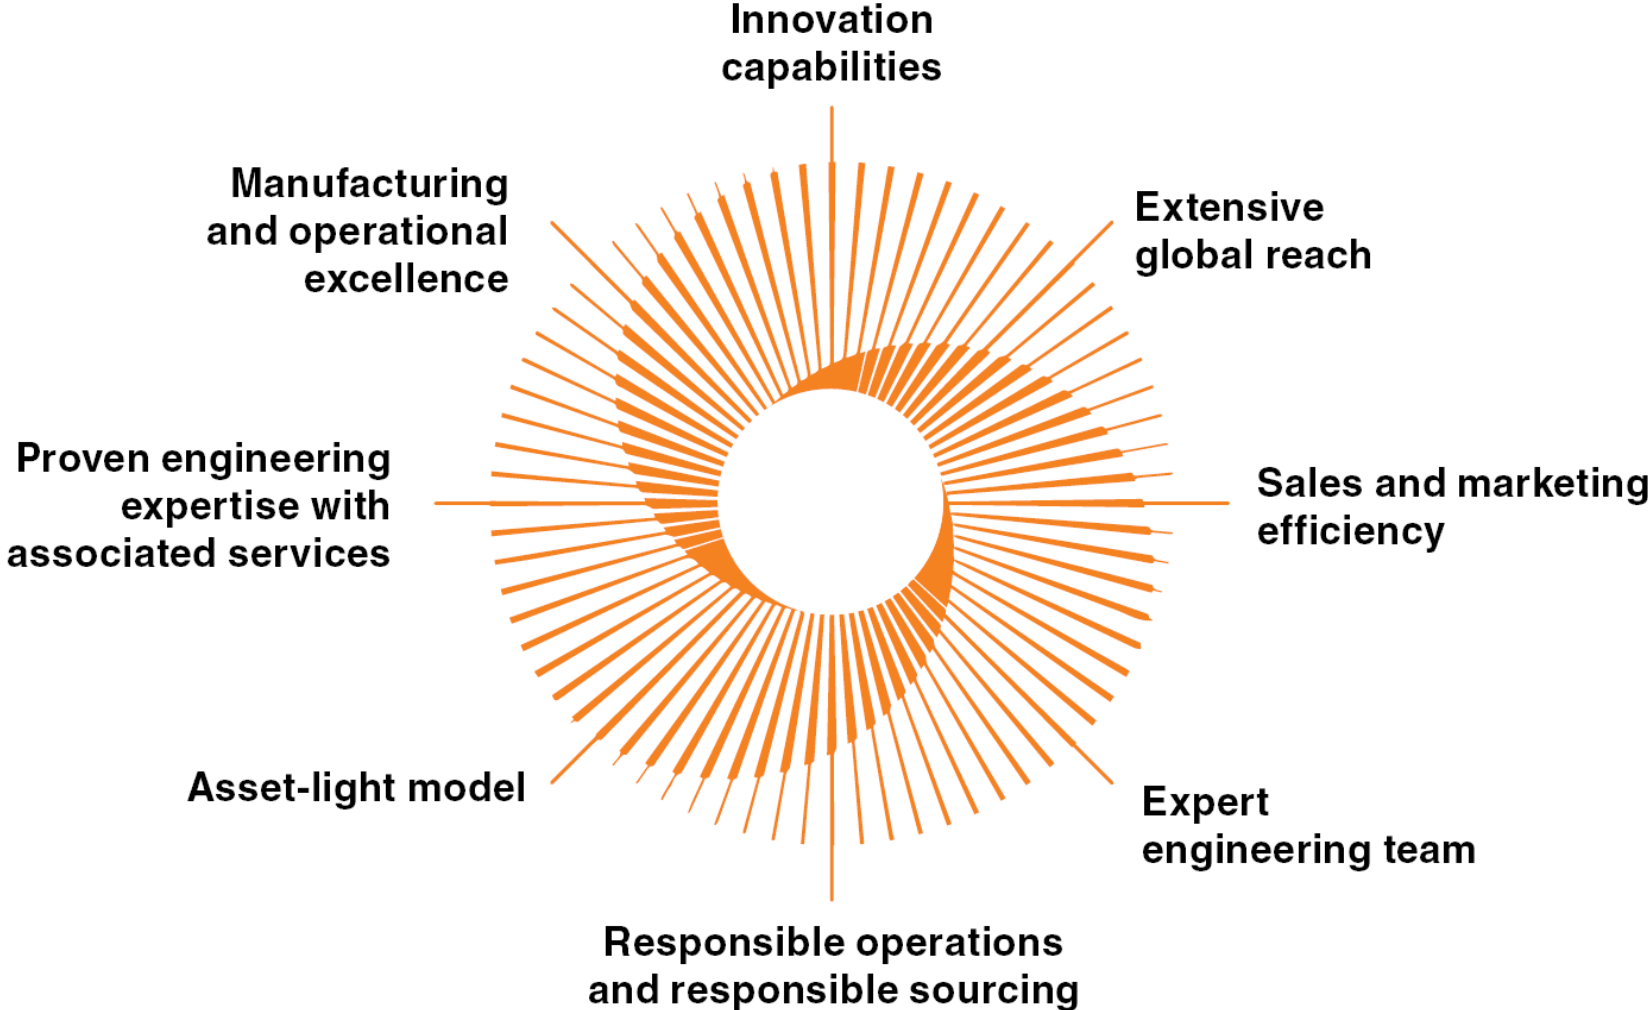 Innovation
capabilities
Extensive
global reach
Sales and marketing
efficiency
Expert
engineering team
Responsible operations
and responsible sourcing
Asset-light model
Proven engineering
expertise with
associated services
Manufacturing
and operational
excellence